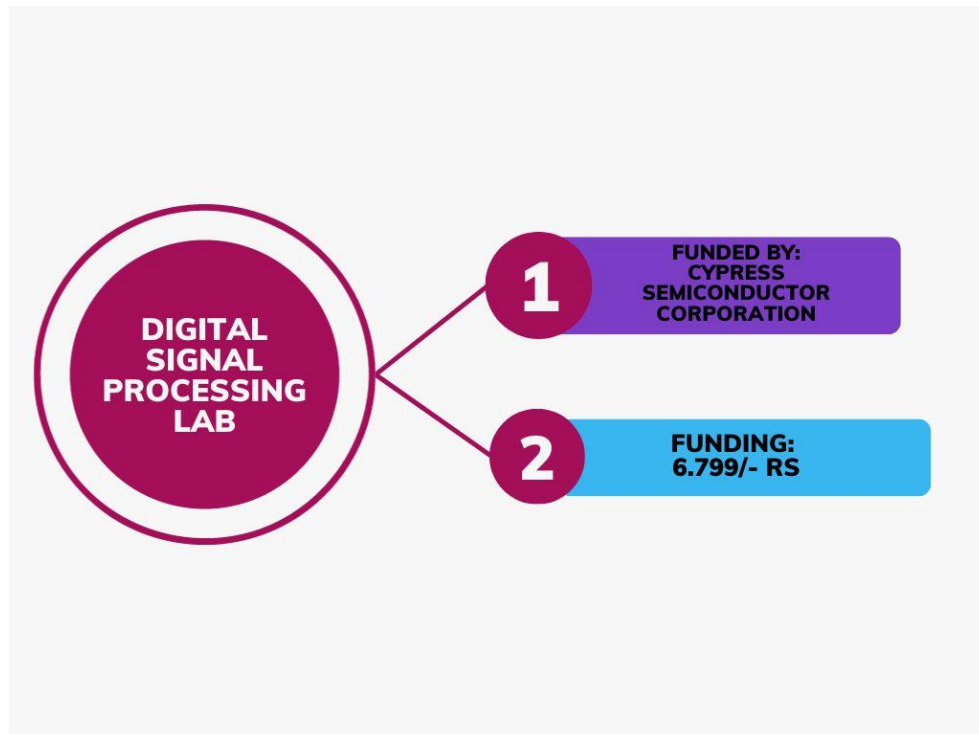 DIGITAL
SIGNAL
PROCESSING
LAB
1
FUNDED BY:
CYPRESS
SEMICONDUCTOR
CORPORATION
2
FUNDING:
6.799/- RS